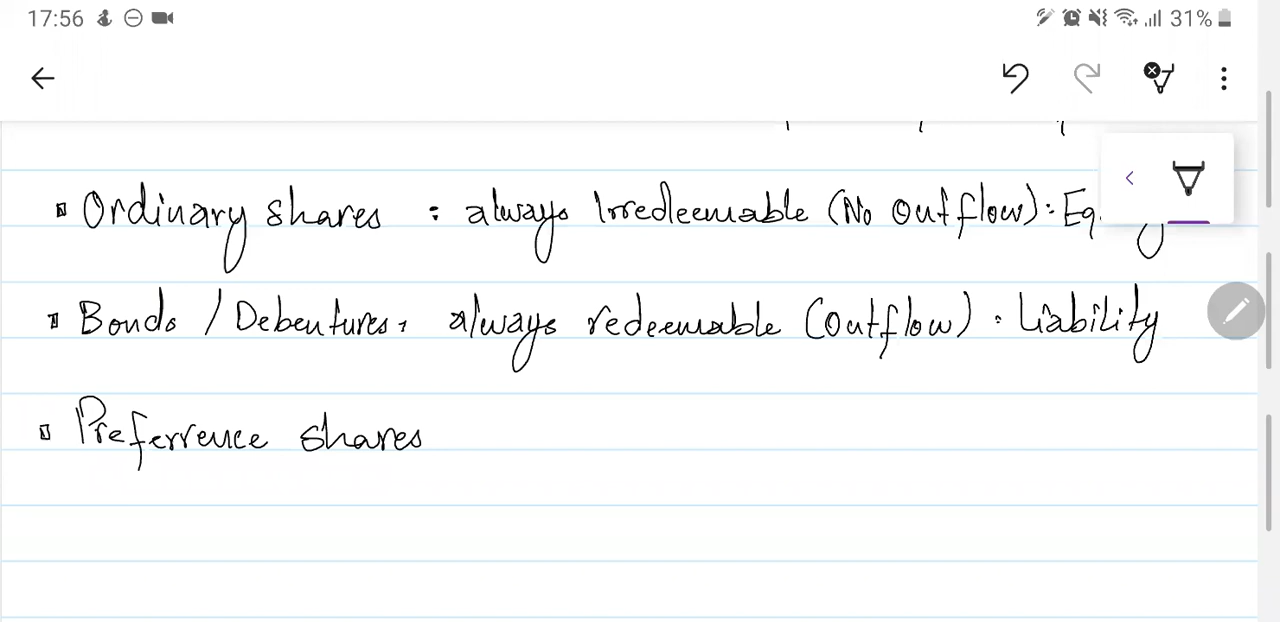 17:56 31%
Ordinary shares : always Irredeemable (No Outflow) : Eq
Bonds / Debentures, always redeemable (Outflow) : Liability
Preferrence shares